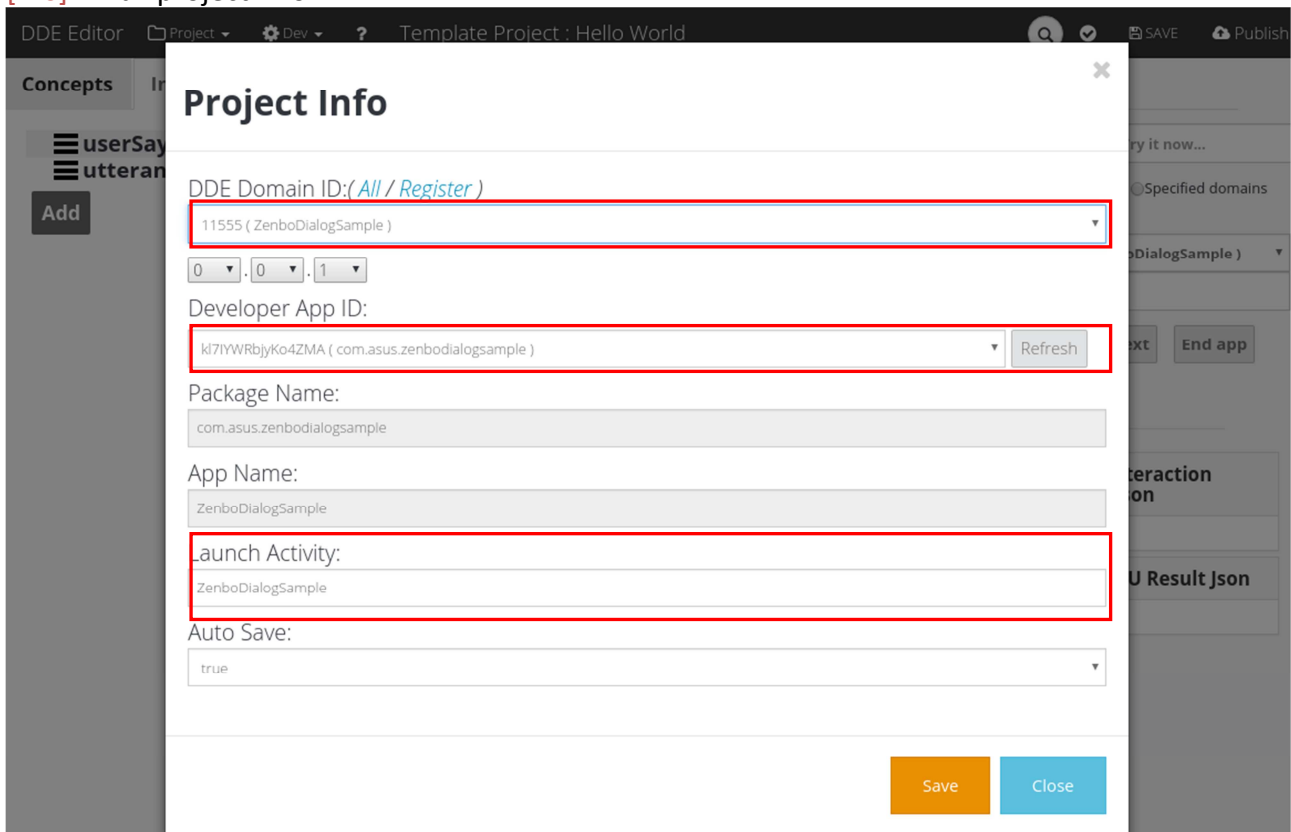 DDE Editor Project Dev ? Template Project : Hello World SAVE Publish
Concepts
Project Info
userSay
utteran
Add
ry it now...
Specified domains
DialogSample )
ext End app
teraction
on
U Result Json
DDE Domain ID:( All / Register )
11555 ( ZenboDialogSample )
0 . 0 . 1
Developer App ID:
kl7IYWRbjyKo4ZMA ( com.asus.zenbodialogsample ) Refresh
Package Name:
com.asus.zenbodialogsample
App Name:
ZenboDialogSample
Launch Activity:
ZenboDialogSample
Auto Save:
true
Save Close